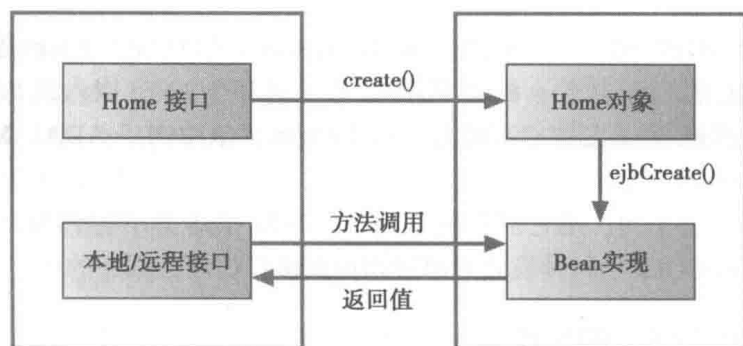 create()
Home 接口
Home对象
ejbCreate()
方法调用
本地/远程接口
Bean实现
返回值